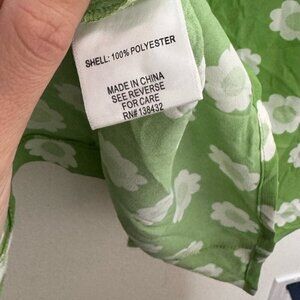 SHELL: 100% POLYESTER
MADE IN CHINA
SEE REVERSE
FOR CARE
RN#138432